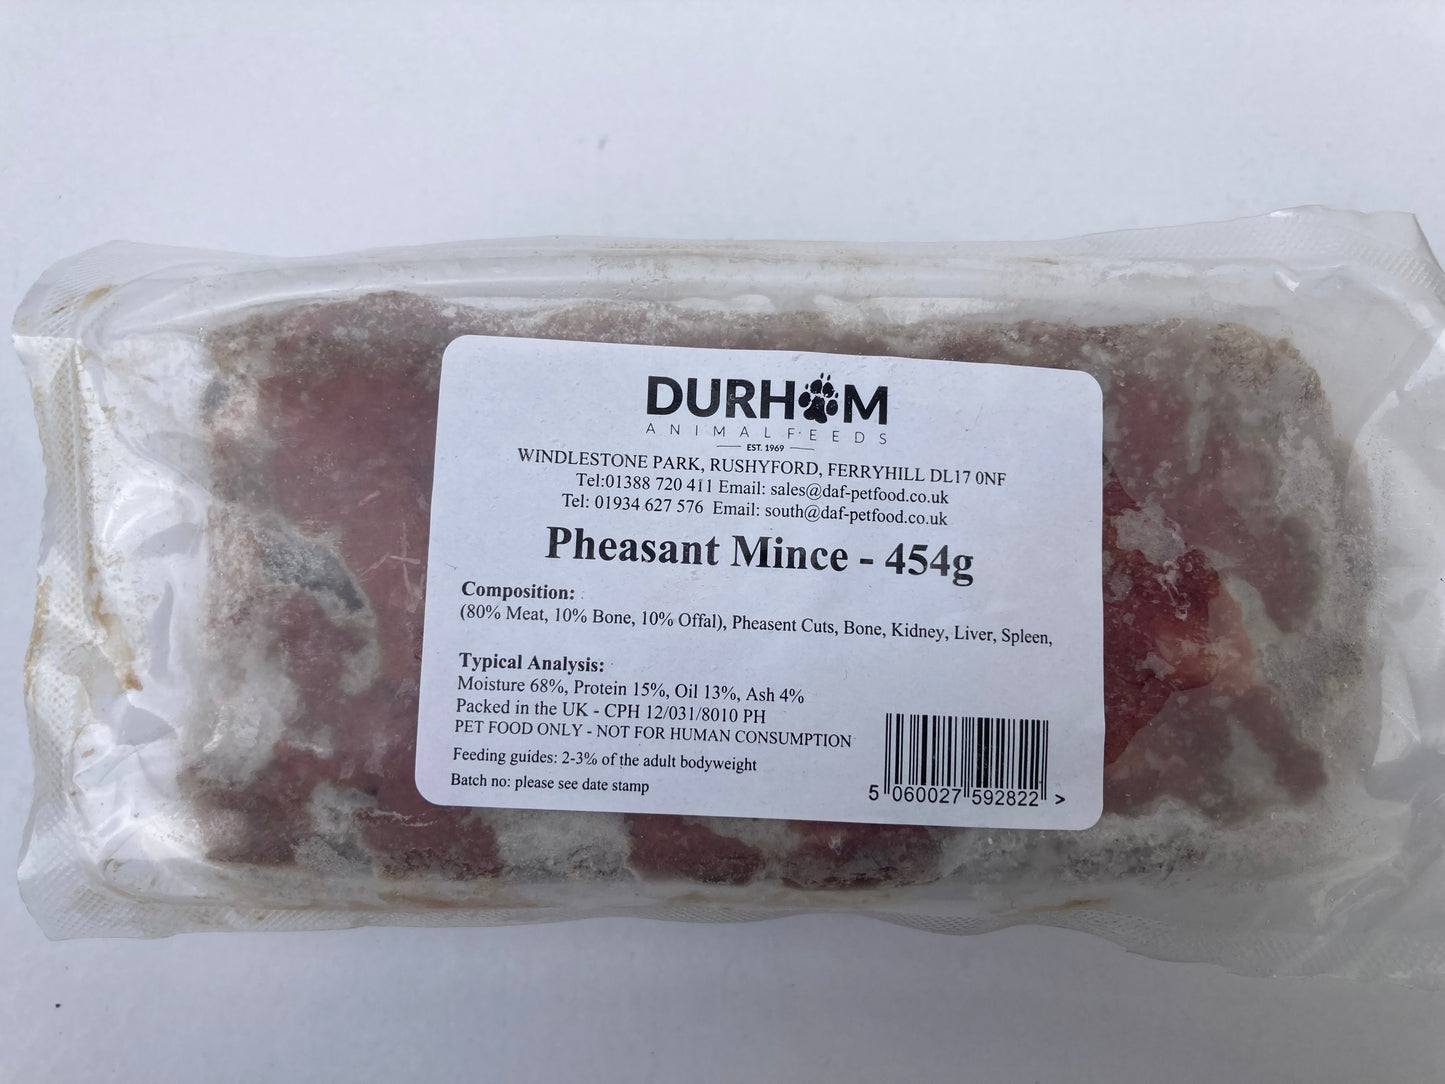 DURHAM
ANIMAL FEEDS
EST. 1969
WINDLESTONE PARK, RUSHYFORD, FERRYHILL DL17 0NF
Tel:01388 720 411 Email: sales@daf-petfood.co.uk
Tel: 01934 627 576 Email: south@daf-petfood.co.uk
Pheasant Mince - 454g
Composition:
(80% Meat, 10% Bone, 10% Offal), Pheasent Cuts, Bone, Kidney, Liver, Spleen,
Typical Analysis:
Moisture 68%, Protein 15%, Oil 13%, Ash 4%
Packed in the UK - CPH 12/031/8010 PH
PET FOOD ONLY - NOT FOR HUMAN CONSUMPTION
Feeding guides: 2-3% of the adult bodyweight
Batch no: please see date stamp
5 060027 592822 >